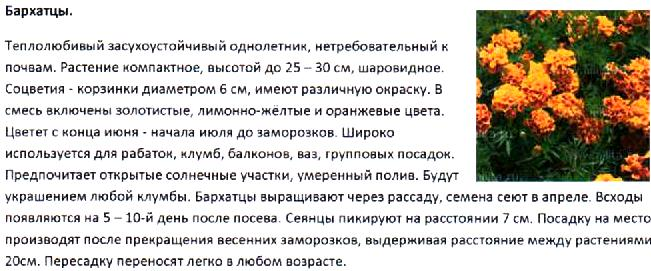 Бархатцы.
Теплолюбивый засухоустойчивый однолетник, нетребовательный к
почвам. Растение компактное, высотой до 25 – 30 см, шаровидное.
Соцветия - корзинки диаметром 6 см, имеют различную окраску. В
смесь включены золотистые, лимонно-жёлтые и оранжевые цвета.
Цветет с конца июня - начала июля до заморозков. Широко
используется для рабаток, клумб, балконов, ваз, групповых посадок.
Предпочитает открытые солнечные участки, умеренный полив. Будут
украшением любой клумбы. Бархатцы выращивают через рассаду, семена сеют в апреле. Всходы
появляются на 5 – 10-й день после посева. Сеянцы пикируют на расстоянии 7 см. Посадку на место
производят после прекращения весенних заморозков, выдерживая расстояние между растениями
20см. Пересадку переносят легко в любом возрасте.